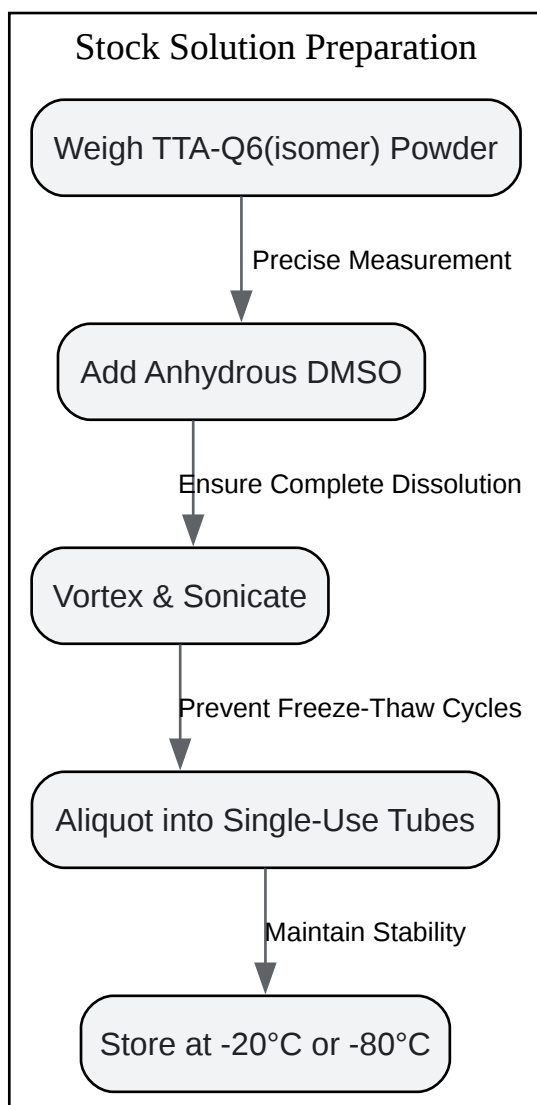 Stock Solution Preparation
Weigh TTA-Q6(isomer) Powder
Precise Measurement
Add Anhydrous DMSO
Ensure Complete Dissolution
Vortex & Sonicate
Prevent Freeze-Thaw Cycles
Aliquot into Single-Use Tubes
Maintain Stability
Store at -20°C or -80°C